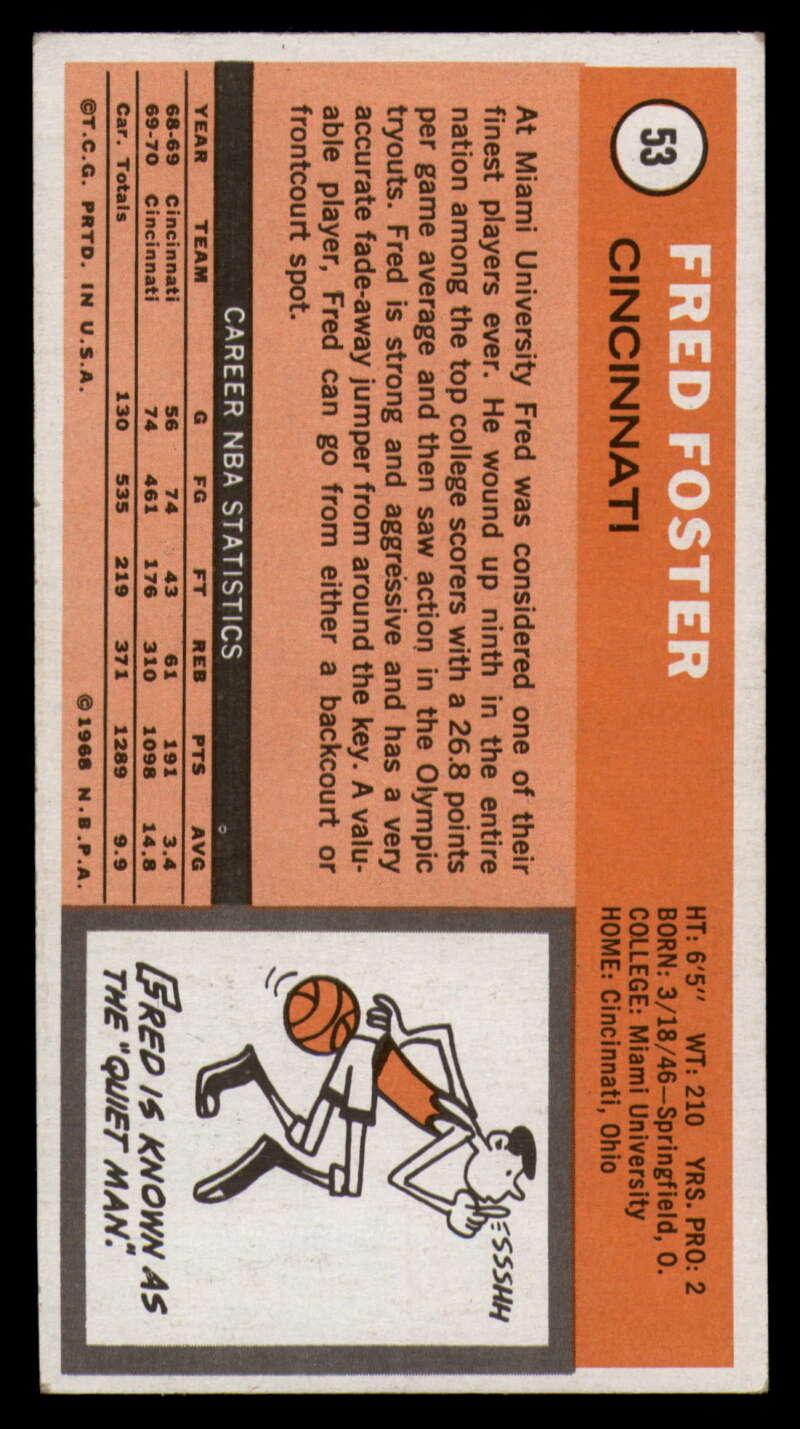 53
FRED FOSTER
CINCINNATI
HT: 6'5" WT: 210 YRS. PRO: 2
BORN: 3/18/46—Springfield, O.
COLLEGE: Miami University
HOME: Cincinnati, Ohio
At Miami University Fred was considered one of their
finest players ever. He wound up ninth in the entire
nation among the top college scorers with a 26.8 points
per game average and then saw action in the Olympic
tryouts. Fred is strong and aggressive and has a very
accurate fade-away jumper from around the key. A valu-
able player, Fred can go from either a backcourt or
frontcourt spot.
CAREER NBA STATISTICS
YEAR TEAM G FG FT REB PTS AVG
68-69 Cincinnati 56 74 43 61 191 3.4
69-70 Cincinnati 74 461 176 310 1098 14.8
Car. Totals 130 535 219 371 1289 9.9
©T.C.G. PRTD. IN U.S.A. ©1968 N.B.P.A.
SSSHH
FRED IS KNOWN AS
THE "QUIET MAN."